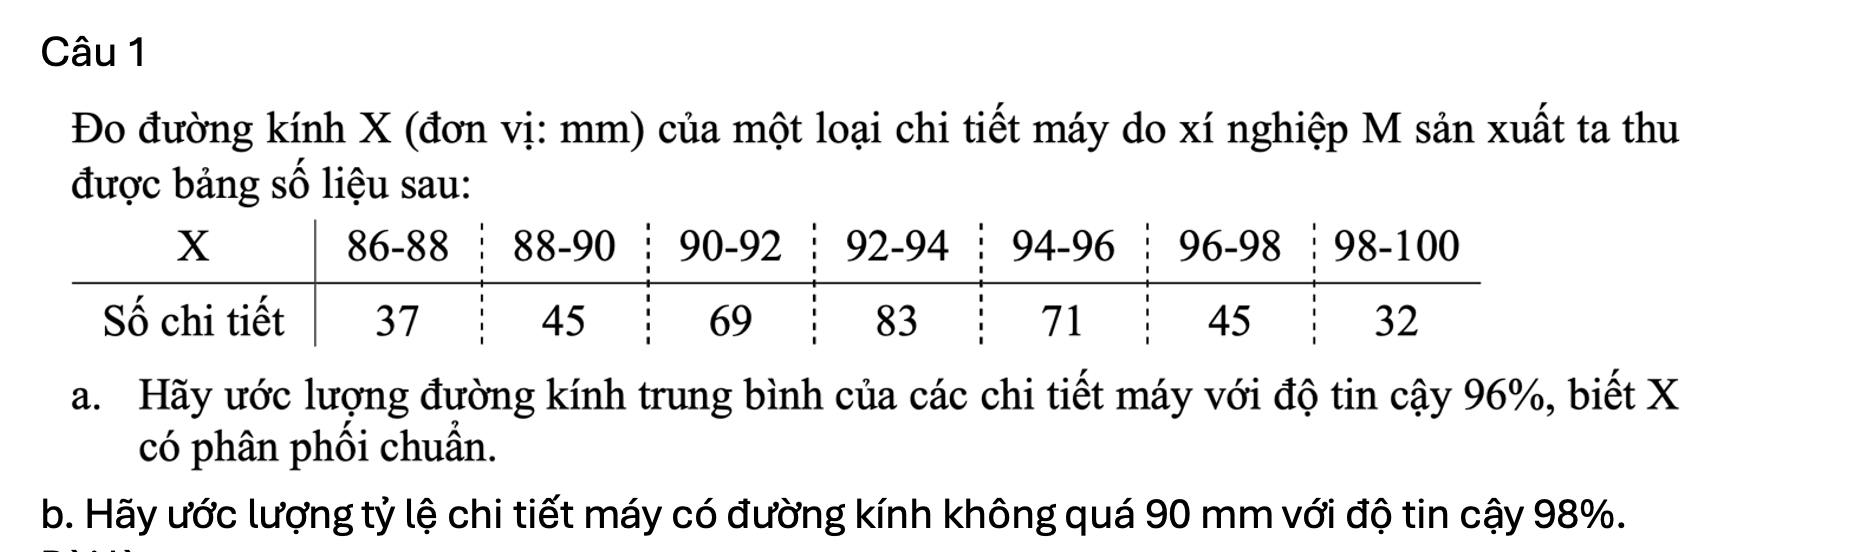 Câu 1
Đo đường kính X (đơn vị: mm) của một loại chi tiết máy do xí nghiệp M sản xuất ta thu
được bảng số liệu sau:
X 86-88 88-90 90-92 92-94 94-96 96-98 98-100
Số chi tiết 37 45 69 83 71 45 32
a. Hãy ước lượng đường kính trung bình của các chi tiết máy với độ tin cậy 96%, biết X
có phân phối chuẩn.
b. Hãy ước lượng tỷ lệ chi tiết máy có đường kính không quá 90 mm với độ tin cậy 98%.